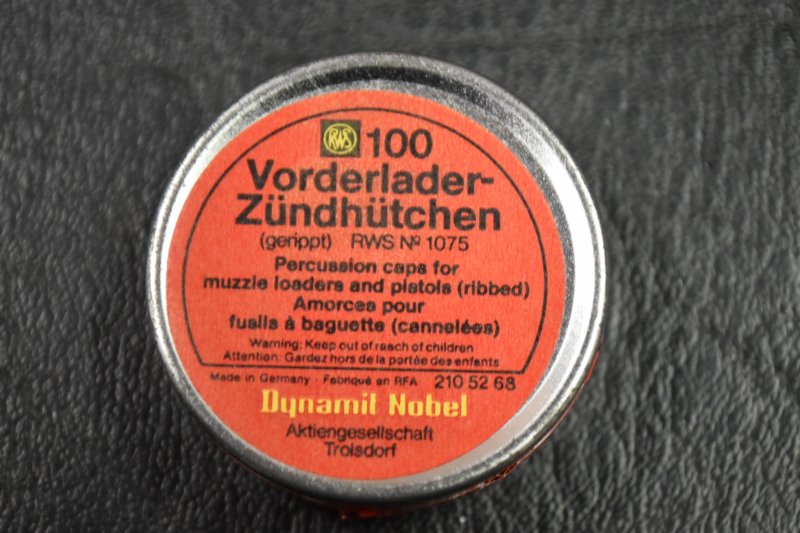 RWS 100
Vorderlader-
Zündhütchen
(gerippt) RWS Nº 1075
Percussion caps for
muzzle loaders and pistols (ribbed)
Amorces pour
fusils à baguette (cannelées)
Warning: Keep out of reach of children
Attention: Gardez hors de la portée des enfants
Made in Germany · Fabriqué en RFA 210 52 68
Dynamit Nobel
Aktiengesellschaft
Troisdorf